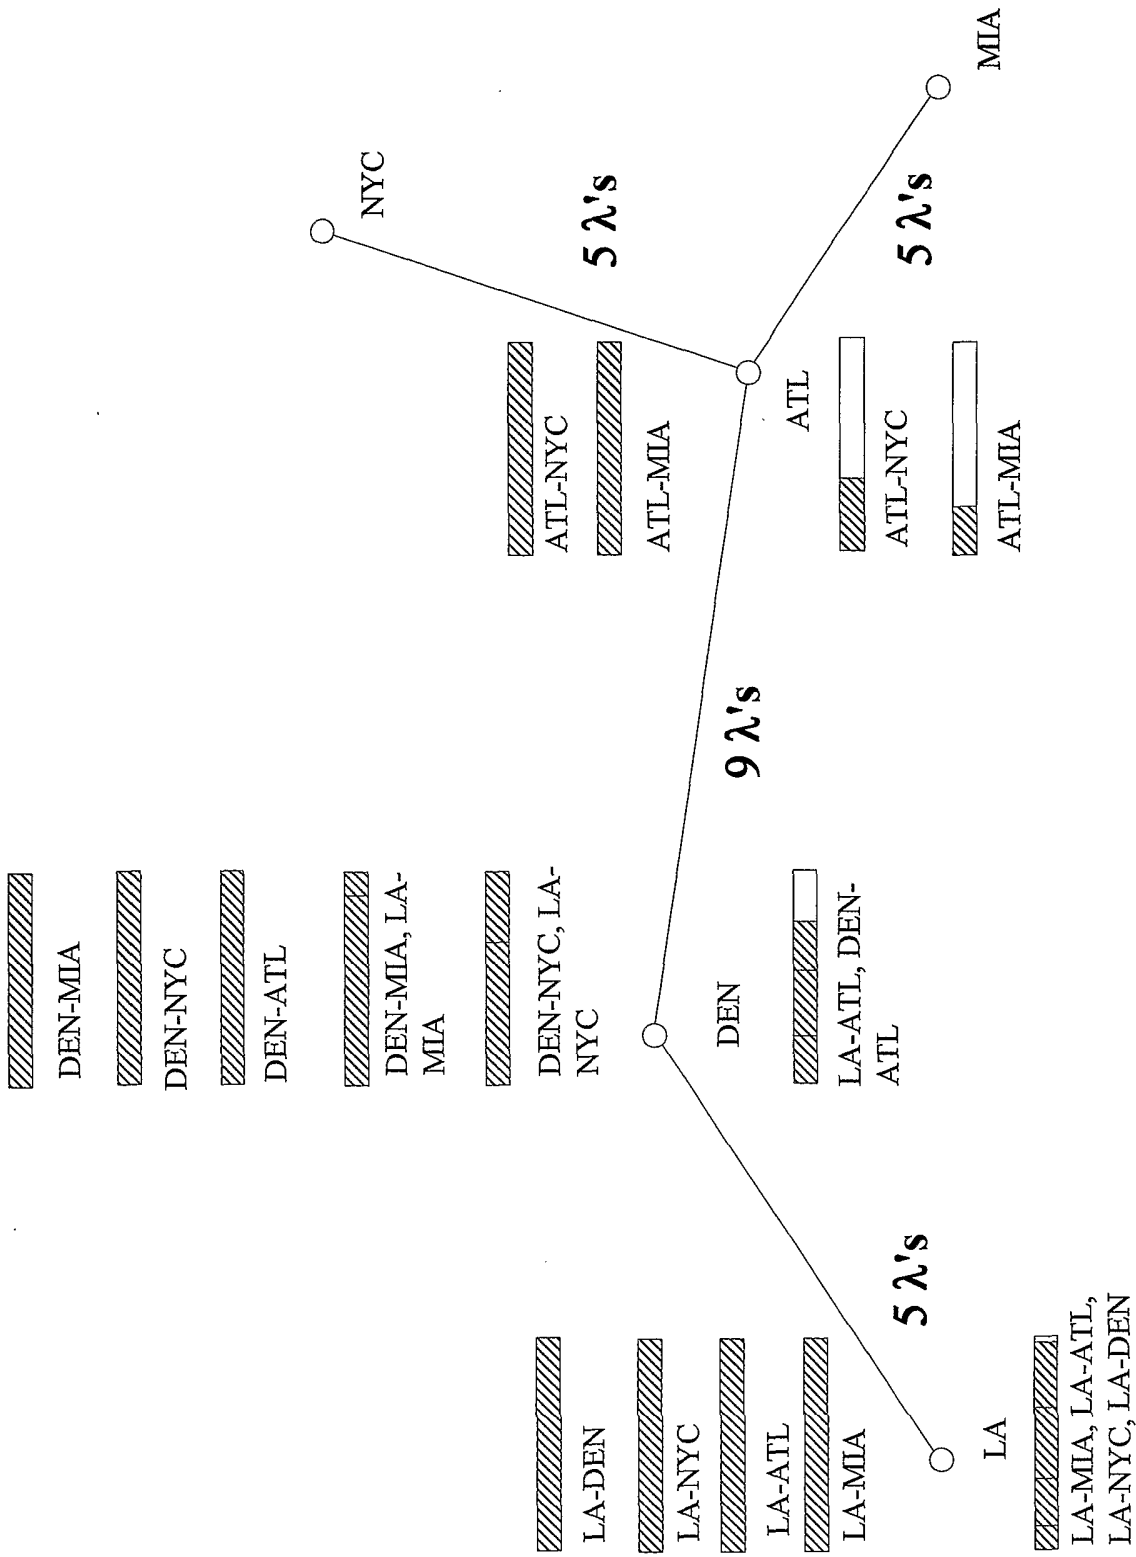 DEN-MIA
DEN-NYC
DEN-ATL
DEN-MIA, LA-
MIA
DEN-NYC, LA-
NYC
LA-DEN
LA-NYC
LA-ATL
LA-MIA
LA
LA-MIA, LA-ATL,
LA-NYC, LA-DEN
5 λ's
DEN
LA-ATL, DEN-
ATL
9 λ's
ATL-NYC
ATL-MIA
ATL
ATL-NYC
ATL-MIA
NYC
5 λ's
5 λ's
MIA